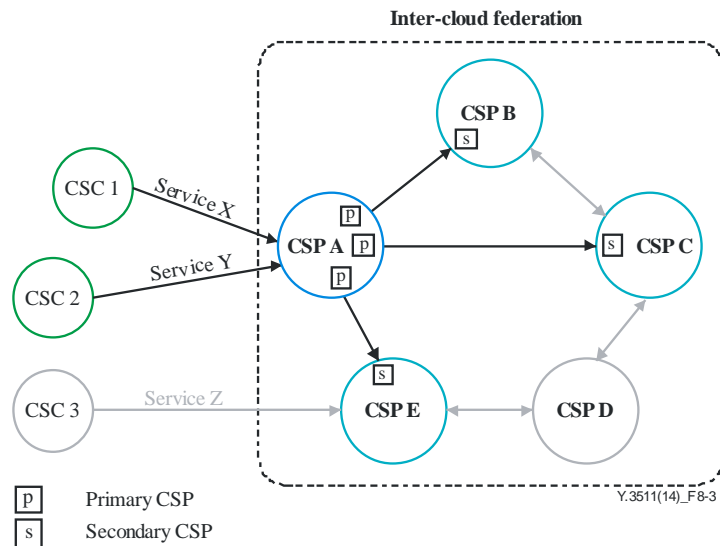 Inter-cloud federation
CSP B
s
CSC 1
Service X
p
CSP A
p
s
CSP C
Service Y
p
CSC 2
s
CSC 3
Service Z
CSP E
CSP D
p
Primary CSP
Y.3511(14)_F8-3
s
Secondary CSP